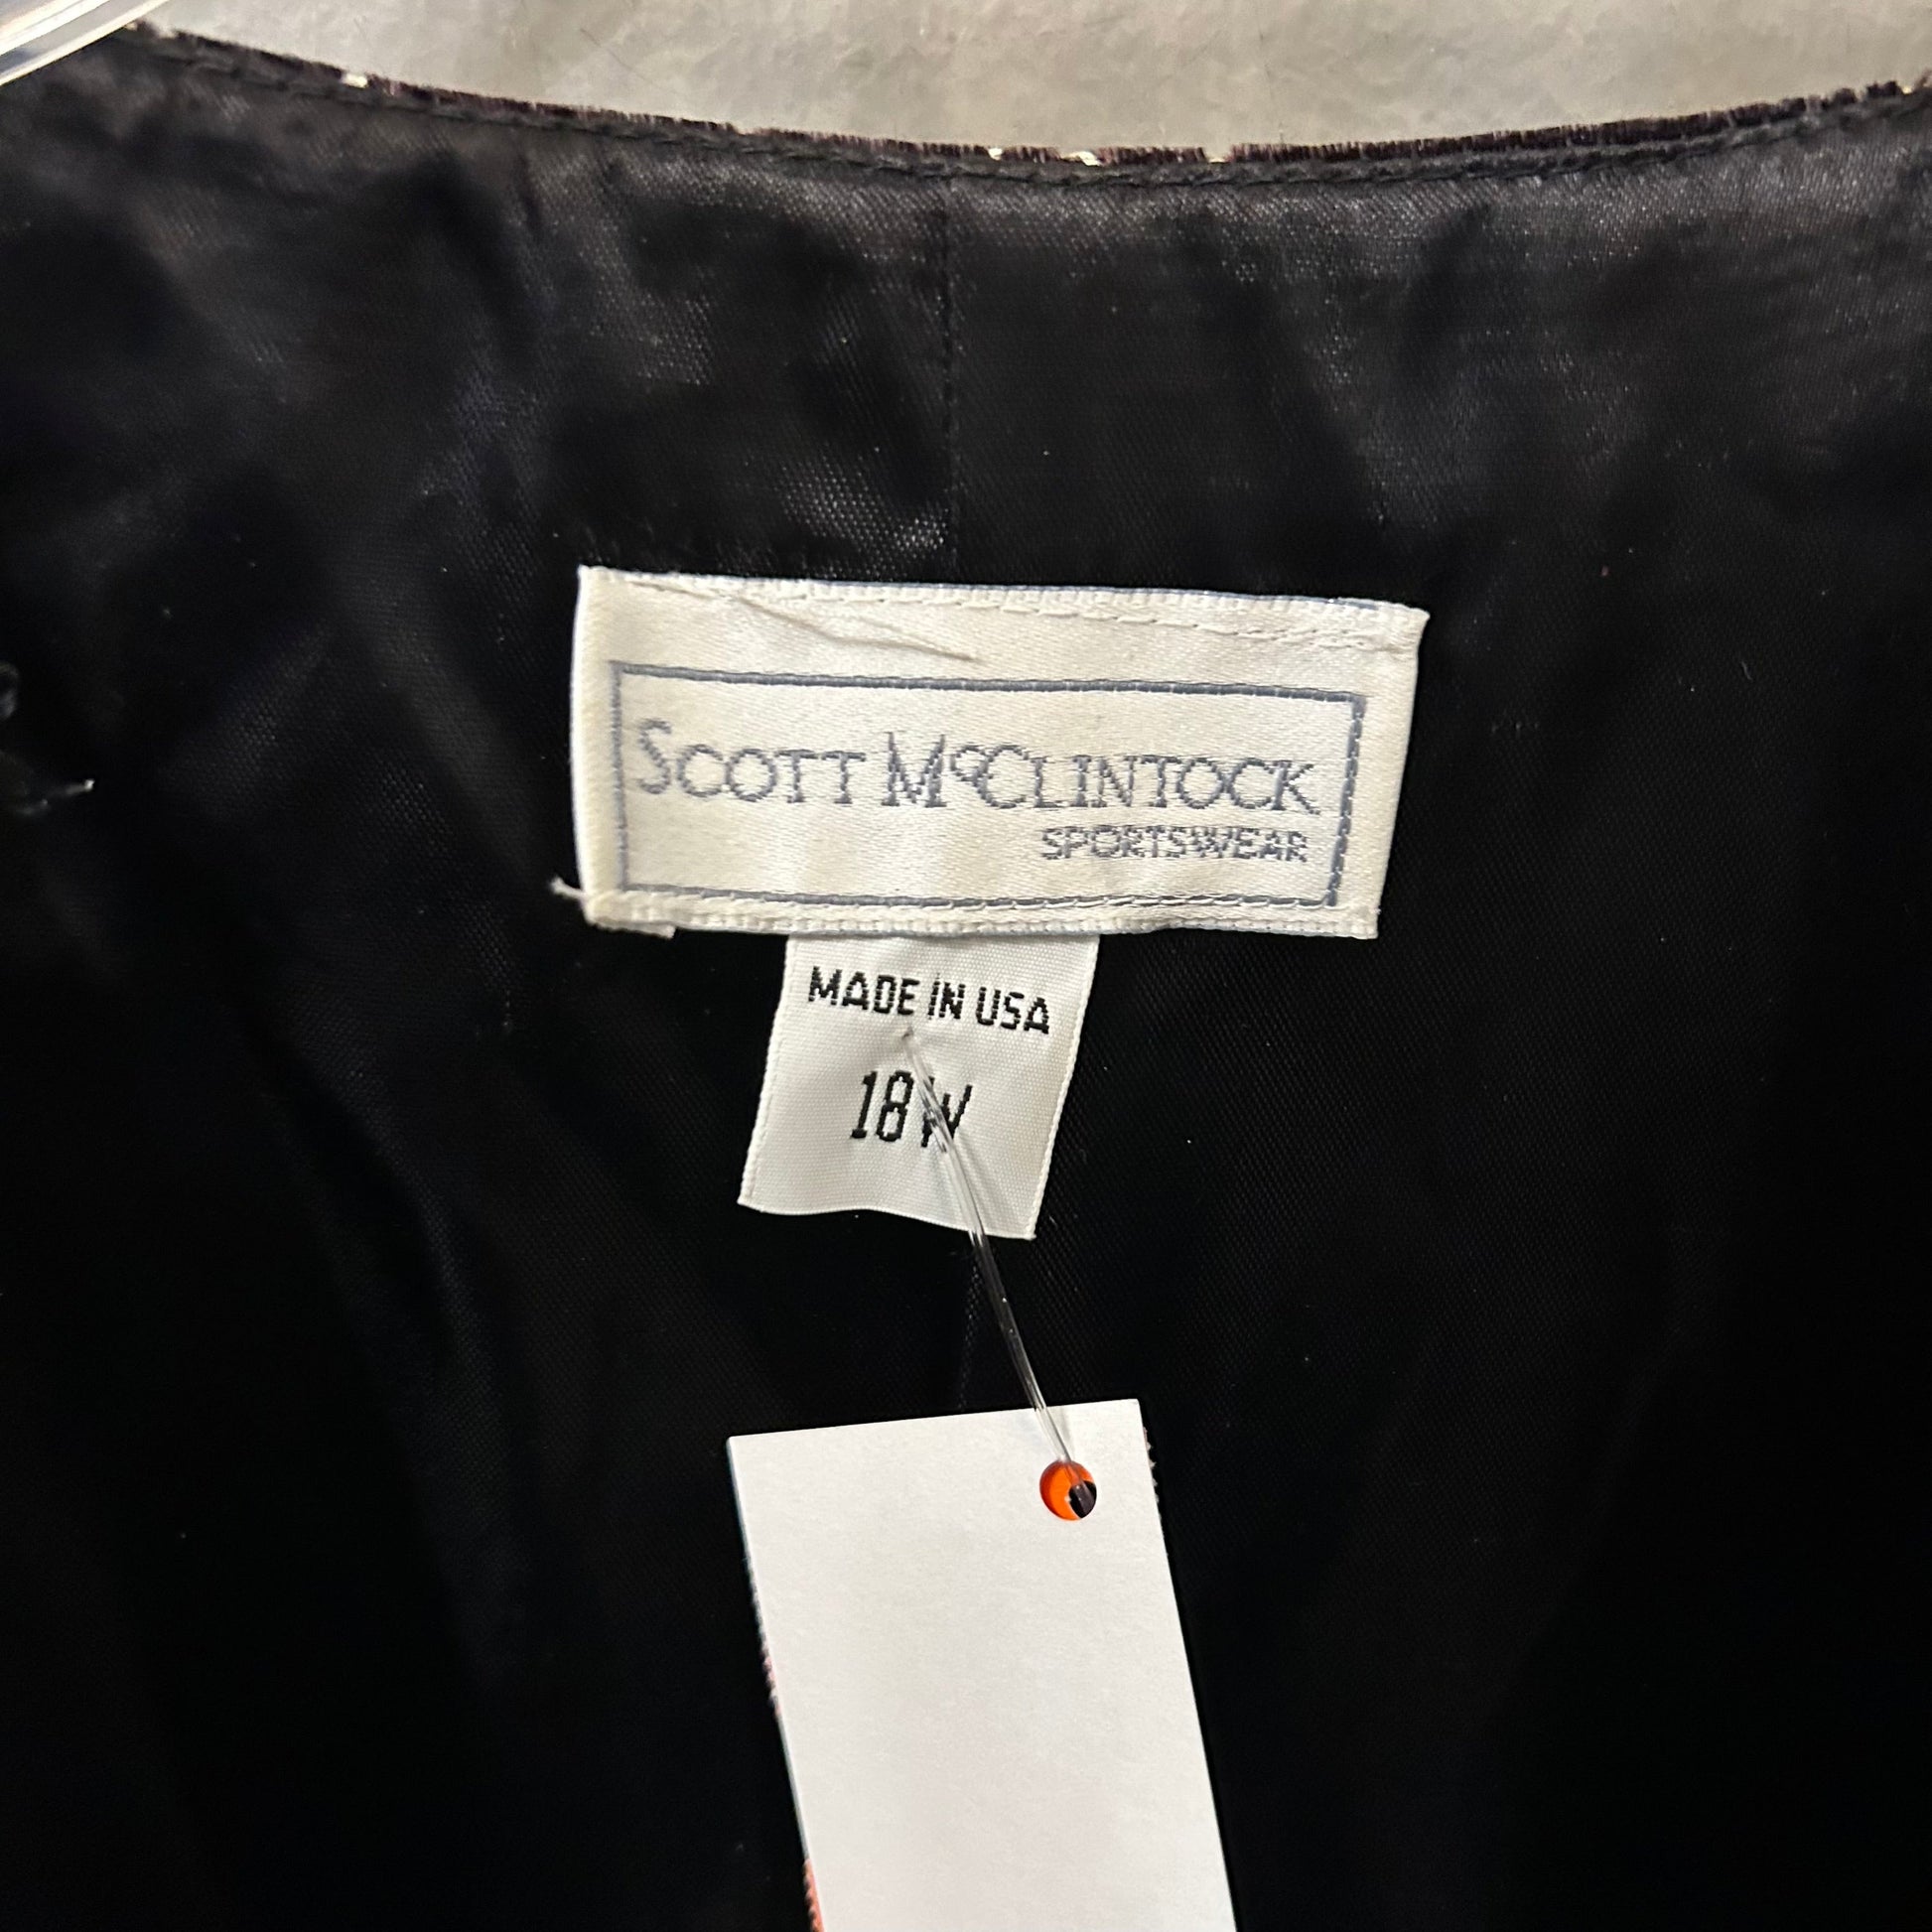 SCOTT McCLINTOCK
SPORTSWEAR
MADE IN USA
18W